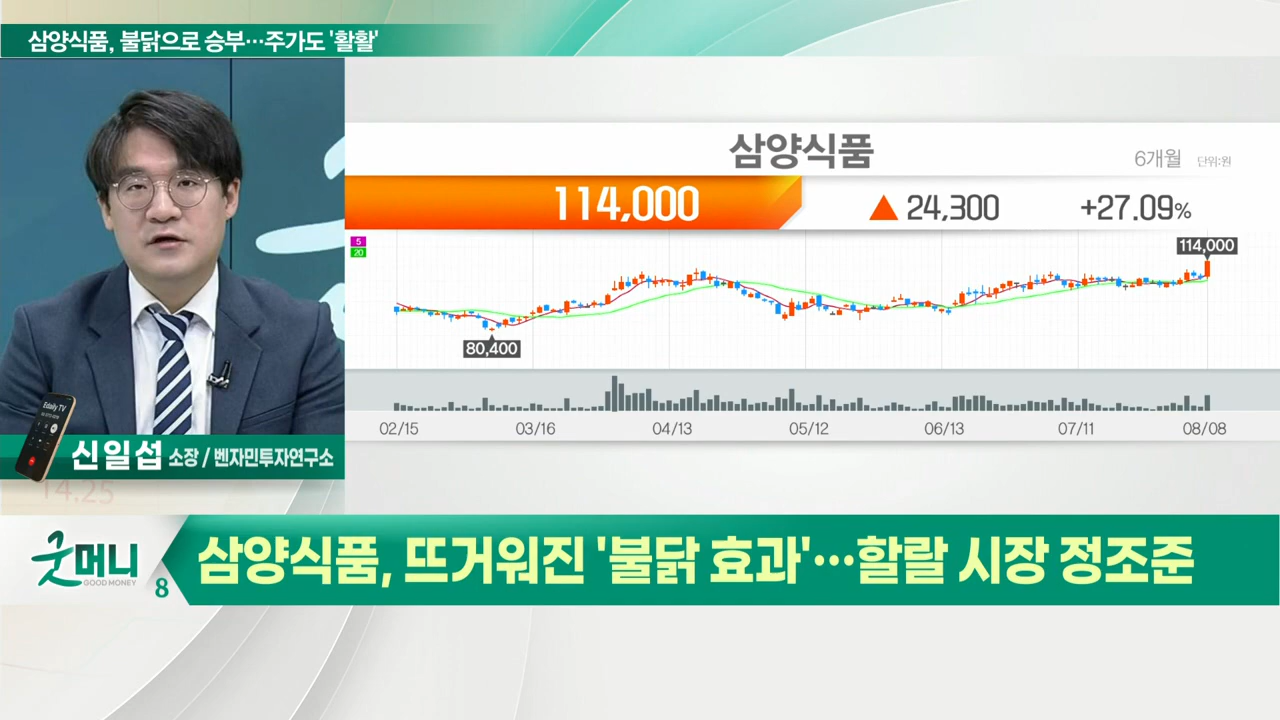 삼양식품, 불닭으로 승부…주가도 '활활'
삼양식품
6개월 단위:원
114,000 ▲ 24,300 +27.09%
5
20
114,000
80,400
02/15 03/16 04/13 05/12 06/13 07/11 08/08
Edaily TV
신일섭 소장 / 벤자민투자연구소
14.25
굿머니
GOOD MONEY
8
삼양식품, 뜨거워진 '불닭 효과'…할랄 시장 정조준